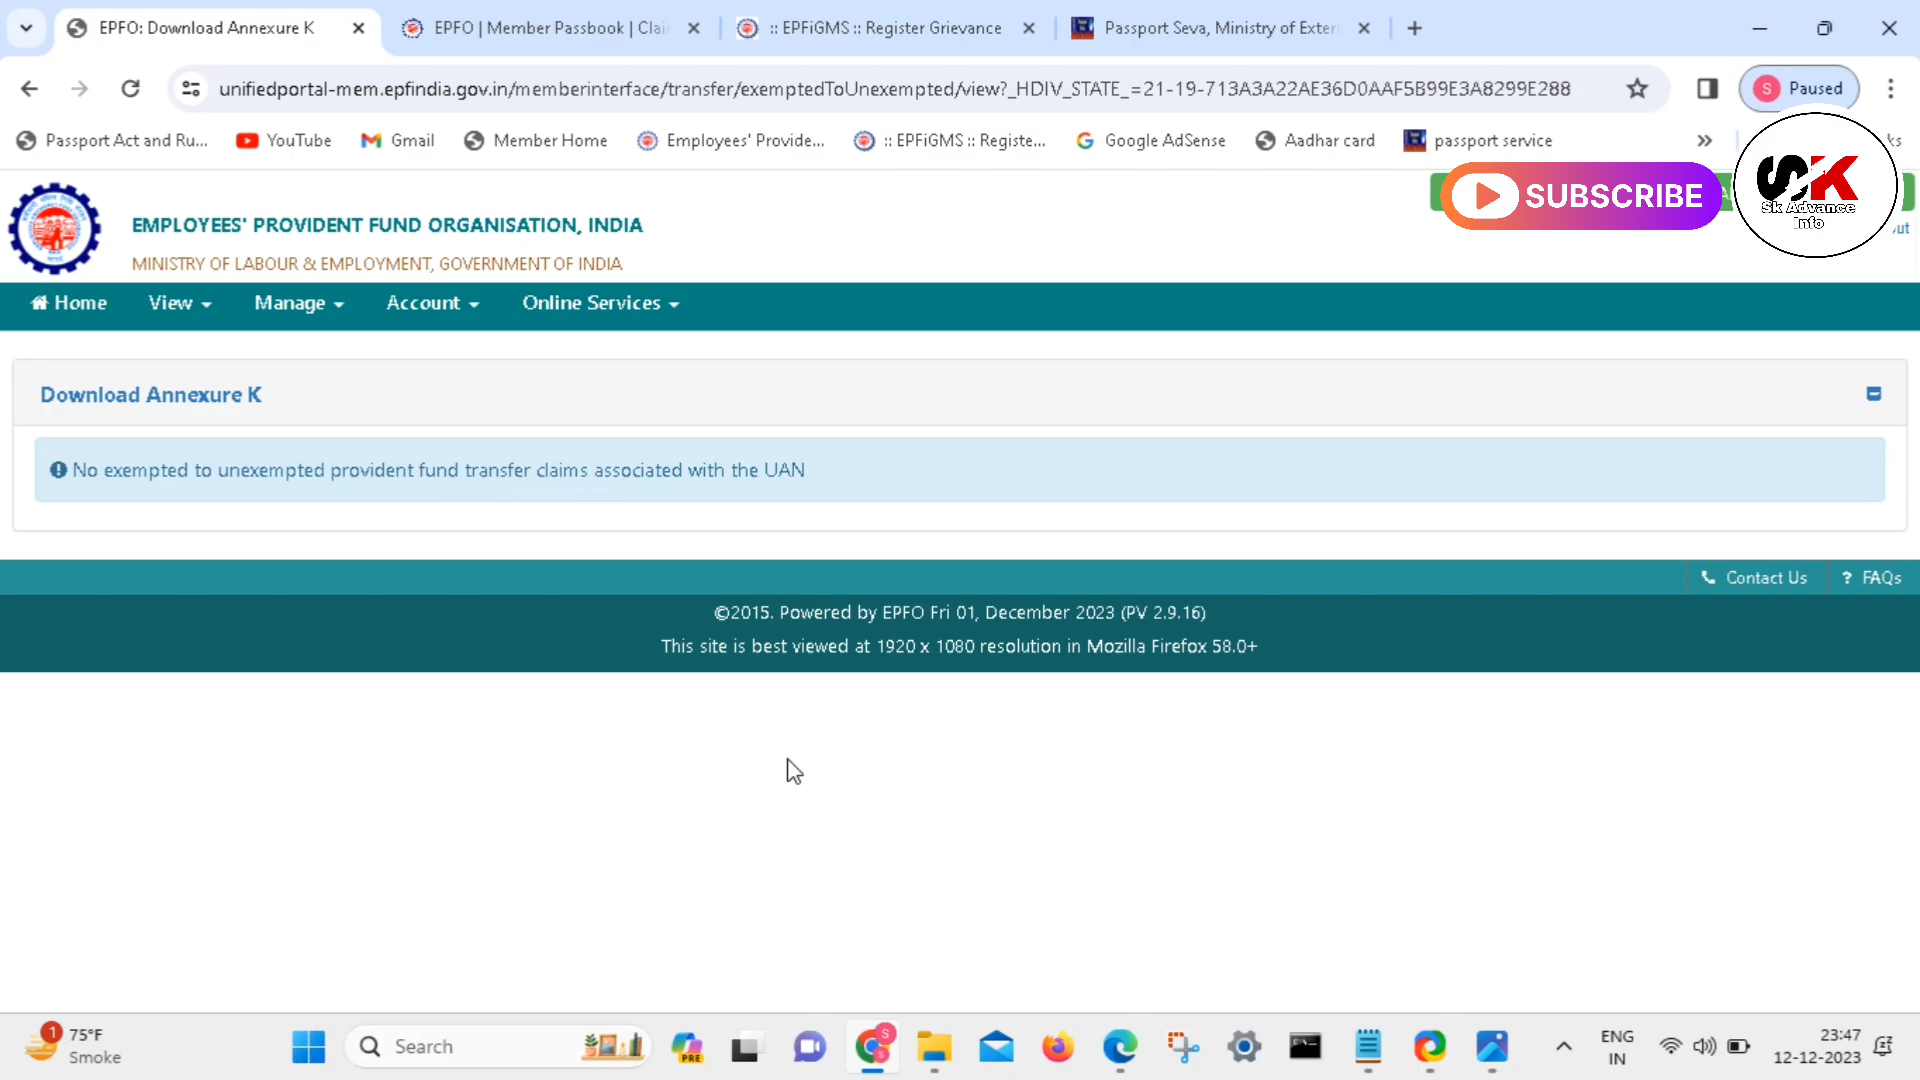 EPFO: Download Annexure K
EPFO | Member Passbook | Clai
:: EPFiGMS :: Register Grievance
Passport Seva, Ministry of Exter
unifiedportal-mem.epfindia.gov.in/memberinterface/transfer/exemptedToUnexempted/view?_HDIV_STATE_=21-19-713A3A22AE36D0AAF5B99E3A8299E288
S Paused
Passport Act and Ru...
YouTube
Gmail
Member Home
Employees' Provide...
:: EPFiGMS :: Registe...
Google AdSense
Aadhar card
passport service
SUBSCRIBE
SK
Sk Advance
info
EMPLOYEES' PROVIDENT FUND ORGANISATION, INDIA
MINISTRY OF LABOUR & EMPLOYMENT, GOVERNMENT OF INDIA
Home View Manage Account Online Services
Download Annexure K
No exempted to unexempted provident fund transfer claims associated with the UAN
Contact Us ? FAQs
©2015. Powered by EPFO Fri 01, December 2023 (PV 2.9.16)
This site is best viewed at 1920 x 1080 resolution in Mozilla Firefox 58.0+
1
75°F
Smoke
Search
PRE
ENG
IN
23:47
12-12-2023